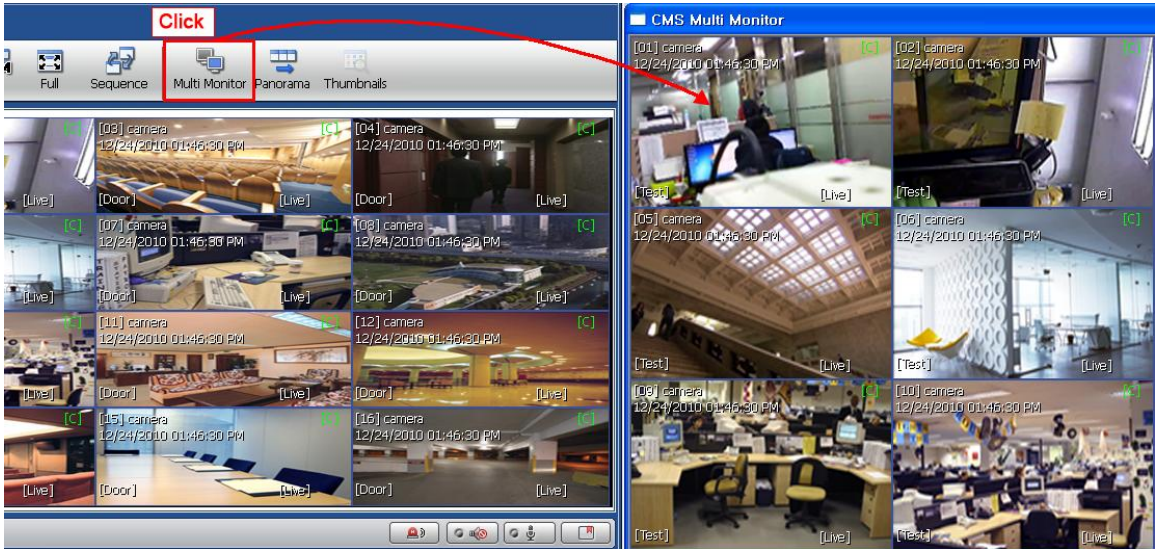 Click
Full
Sequence
Multi Monitor
Panorama
Thumbnails
[C]
[Live]
[03] camera
[C]
12/24/2010 01:46:30 PM
[Door]
[Live]
[04] camera
[C]
12/24/2010 01:46:30 PM
[Door]
[Live]
[C]
[Live]
[07] camera
[C]
12/24/2010 01:46:30 PM
[Door]
[Live]
[08] camera
[C]
12/24/2010 01:46:30 PM
[Door]
[Live]
[C]
[Live]
[11] camera
[C]
12/24/2010 01:46:30 PM
[Door]
[Live]
[12] camera
[C]
12/24/2010 01:46:30 PM
[Door]
[Live]
[C]
[Live]
[15] camera
[C]
12/24/2010 01:46:30 PM
[Door]
[Live]
[16] camera
[C]
12/24/2010 01:46:30 PM
[Door]
[Live]
CMS Multi Monitor
[01] camera
[C]
12/24/2010 01:46:30 PM
[Test]
[Live]
[02] camera
[C]
12/24/2010 01:46:30 PM
[Test]
[Live]
[05] camera
[C]
12/24/2010 01:46:30 PM
[Test]
[Live]
[06] camera
[C]
12/24/2010 01:46:30 PM
[Test]
[Live]
[09] camera
[C]
12/24/2010 01:46:30 PM
[Test]
[Live]
[10] camera
[C]
12/24/2010 01:46:30 PM
[Test]
[Live]